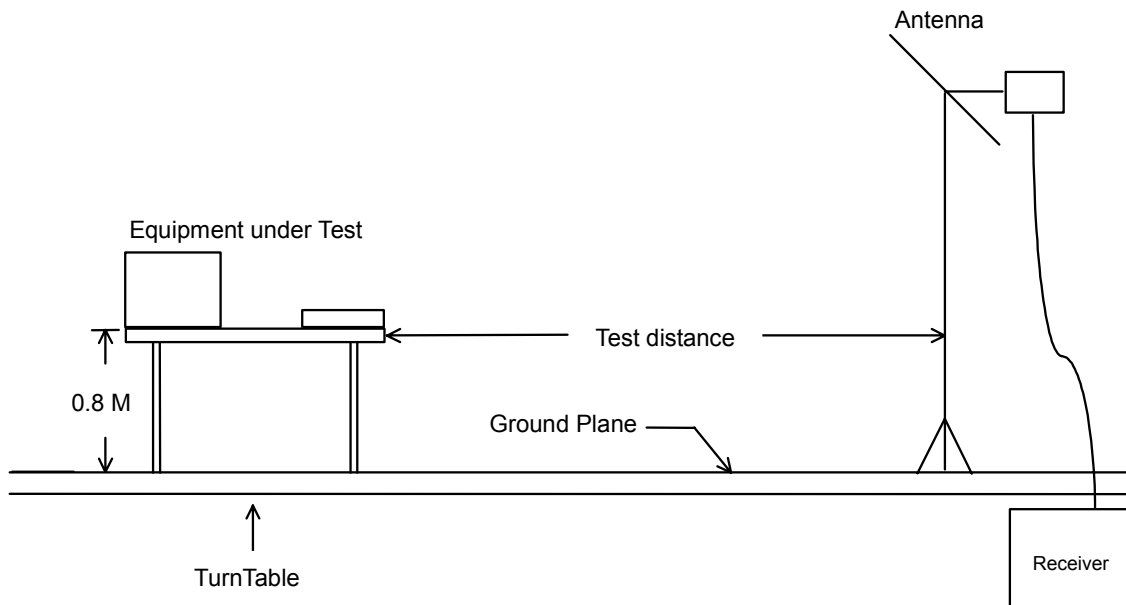 Antenna
Equipment under Test
Test distance
0.8 M
Ground Plane
TurnTable
Receiver